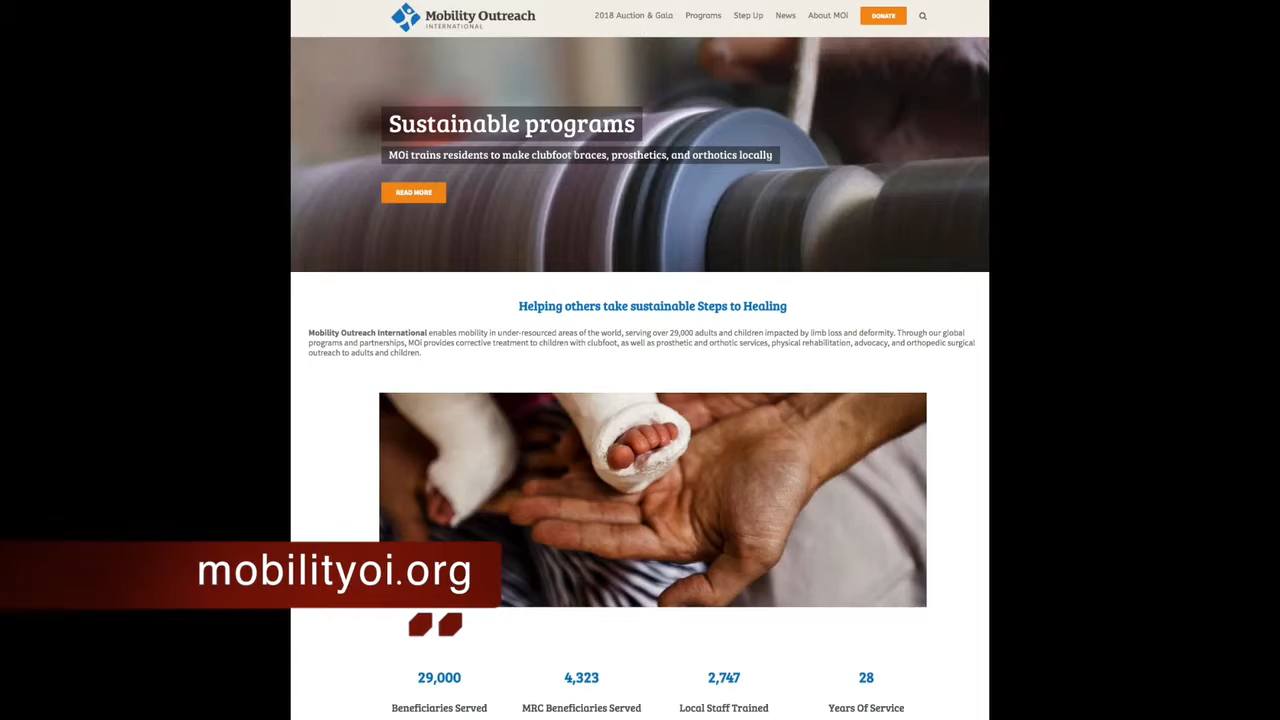 Mobility Outreach
INTERNATIONAL
2018 Auction & Gala Programs Step Up News About MOi DONATE
Sustainable programs
MOi trains residents to make clubfoot braces, prosthetics, and orthotics locally
READ MORE
Helping others take sustainable Steps to Healing
Mobility Outreach International enables mobility in under-resourced areas of the world, serving over 29,000 adults and children impacted by limb loss and deformity. Through our global
programs and partnerships, MOi provides corrective treatment to children with clubfoot, as well as prosthetic and orthotic services, physical rehabilitation, advocacy, and orthopedic surgical
outreach to adults and children.
mobilityoi.org
29,000 4,323 2,747 28
Beneficiaries Served MRC Beneficiaries Served Local Staff Trained Years Of Service